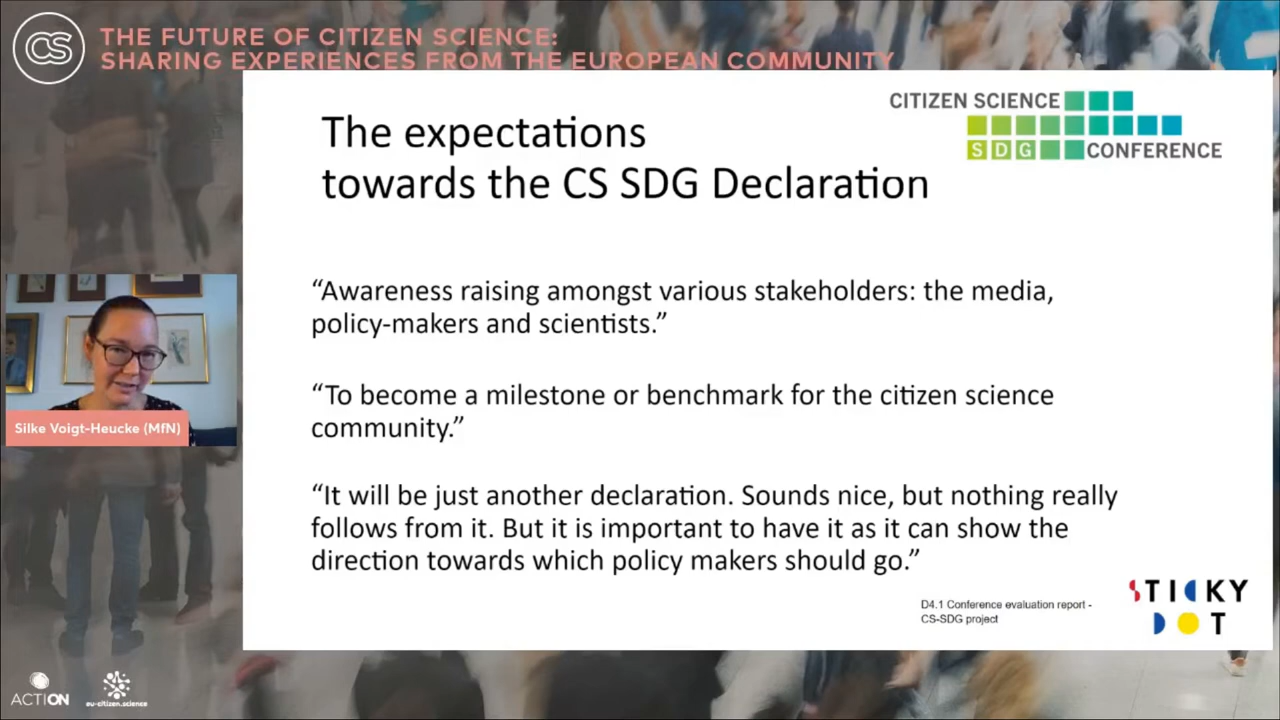 CS
THE FUTURE OF CITIZEN SCIENCE:
SHARING EXPERIENCES FROM THE EUROPEAN COMMUNITY
CITIZEN SCIENCE
SDG CONFERENCE
The expectations
towards the CS SDG Declaration
“Awareness raising amongst various stakeholders: the media,
policy-makers and scientists.”
“To become a milestone or benchmark for the citizen science
community.”
“It will be just another declaration. Sounds nice, but nothing really
follows from it. But it is important to have it as it can show the
direction towards which policy makers should go.”
Silke Voigt-Heucke (MfN)
D4.1 Conference evaluation report -
CS-SDG project
STICKY
DOT
ACTION
eu-citizen.science